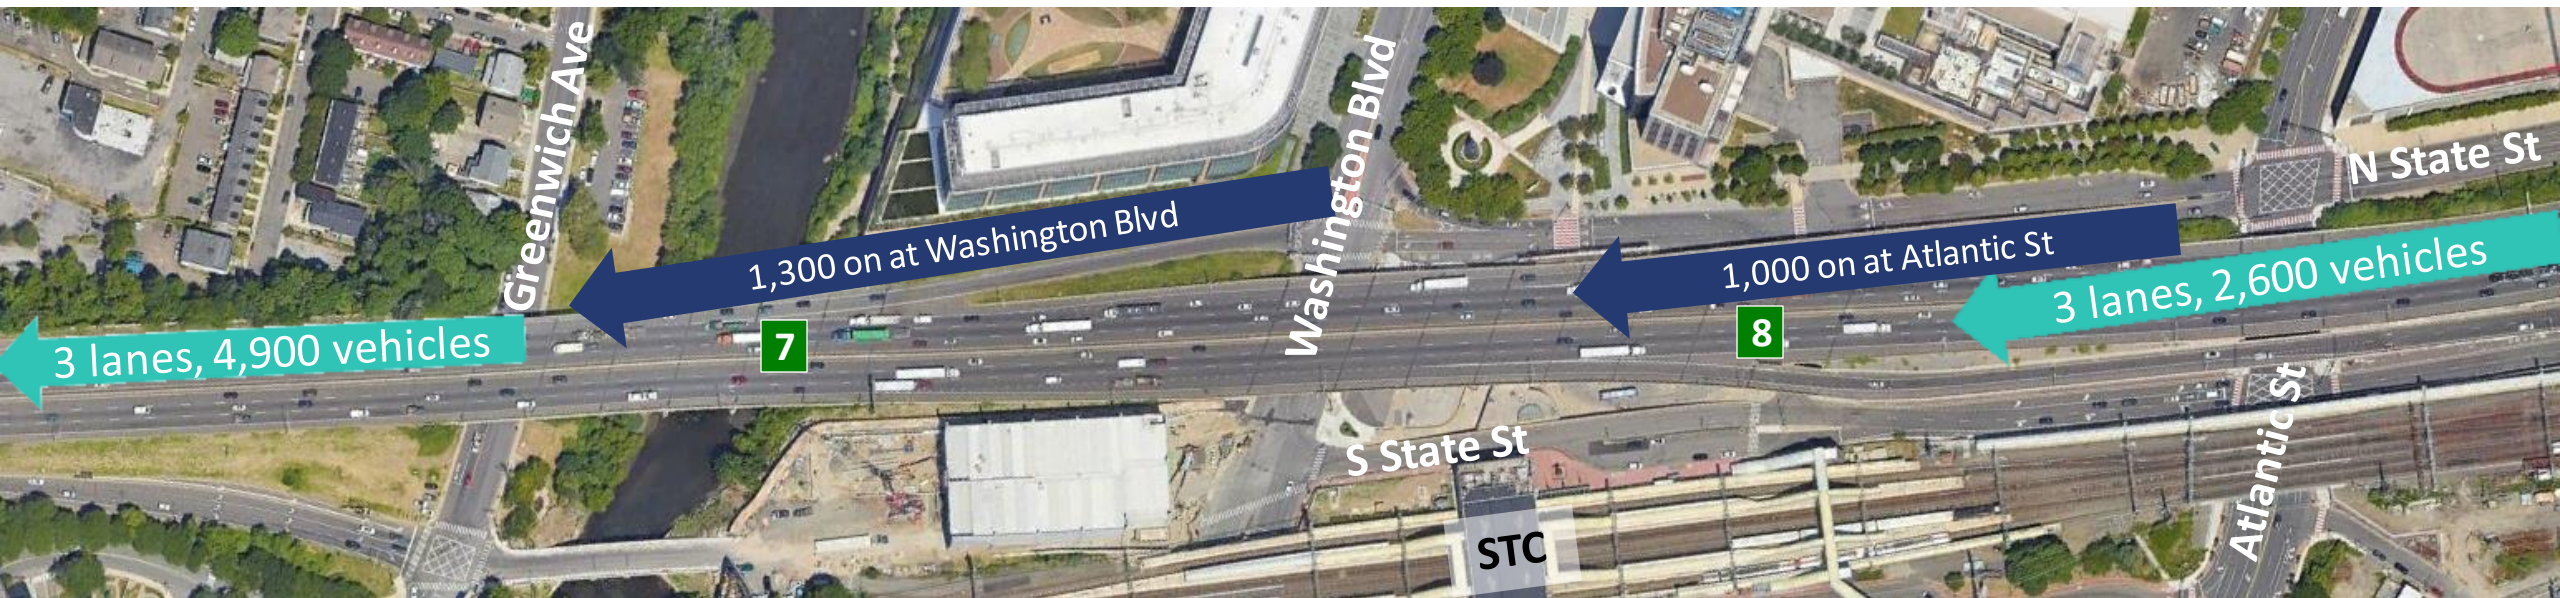 Greenwich Ave
Washington Blvd
N State St
1,300 on at Washington Blvd
1,000 on at Atlantic St
3 lanes, 2,600 vehicles
3 lanes, 4,900 vehicles
7
8
S State St
Atlantic St
STC